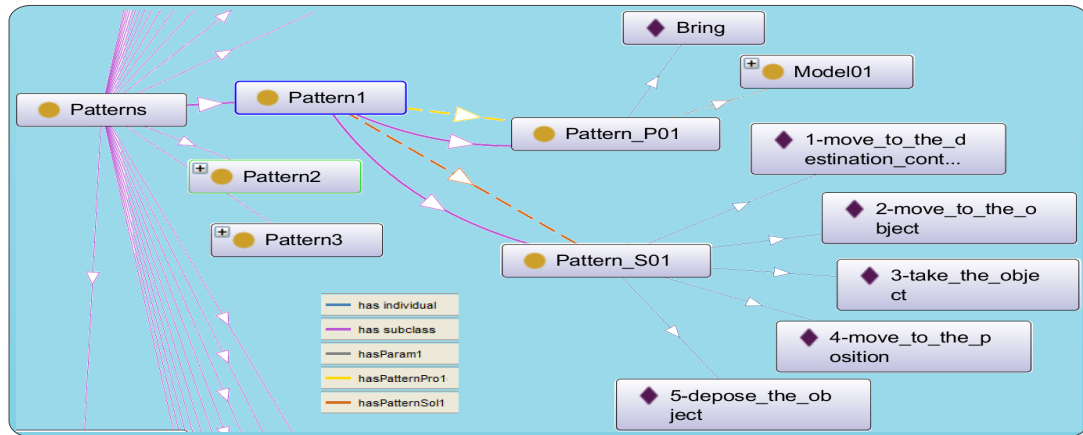 Bring
Model01
Patterns
Pattern1
Pattern_P01
1-move_to_the_d
estination_cont...
Pattern2
2-move_to_the_o
bject
Pattern3
Pattern_S01
3-take_the_obje
ct
has individual
has subclass
hasParam1
hasPatternPro1
hasPatternSol1
4-move_to_the_p
osition
5-depose_the_ob
ject